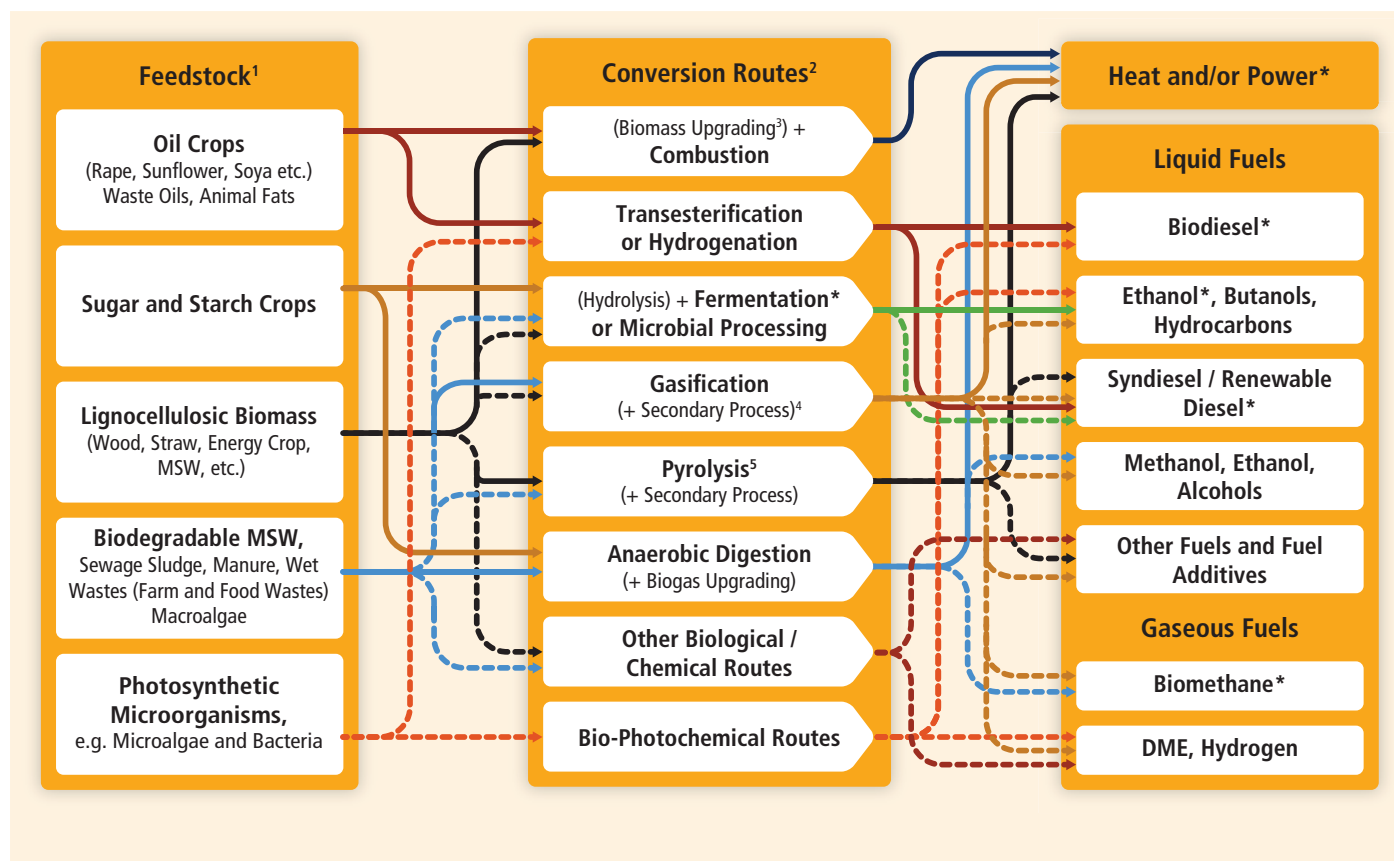 Feedstock¹
Oil Crops
(Rape, Sunflower, Soya etc.)
Waste Oils, Animal Fats
Sugar and Starch Crops
Lignocellulosic Biomass
(Wood, Straw, Energy Crop,
MSW, etc.)
Biodegradable MSW,
Sewage Sludge, Manure, Wet
Wastes (Farm and Food Wastes)
Macroalgae
Photosynthetic
Microorganisms,
e.g. Microalgae and Bacteria
Conversion Routes²
(Biomass Upgrading³) +
Combustion
Transesterification
or Hydrogenation
(Hydrolysis) + Fermentation*
or Microbial Processing
Gasification
(+ Secondary Process)⁴
Pyrolysis⁵
(+ Secondary Process)
Anaerobic Digestion
(+ Biogas Upgrading)
Other Biological /
Chemical Routes
Bio-Photochemical Routes
Heat and/or Power*
Liquid Fuels
Biodiesel*
Ethanol*, Butanols,
Hydrocarbons
Syndiesel / Renewable
Diesel*
Methanol, Ethanol,
Alcohols
Other Fuels and Fuel
Additives
Gaseous Fuels
Biomethane*
DME, Hydrogen